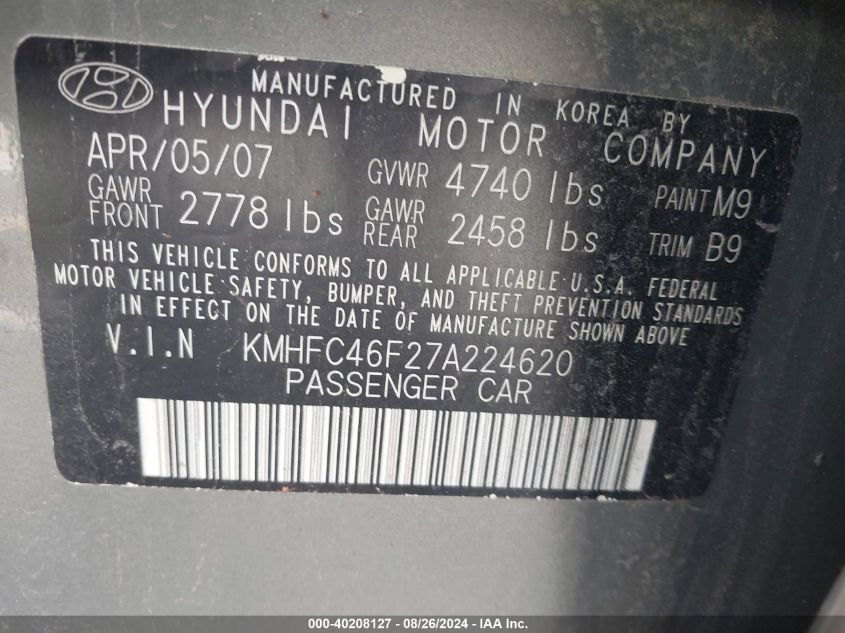 MANUFACTURED IN KOREA BY
HYUNDAI MOTOR COMPANY
APR/05/07 GVWR 4740 lbs PAINT M9
GAWR FRONT 2778 lbs GAWR REAR 2458 lbs TRIM B9
THIS VEHICLE CONFORMS TO ALL APPLICABLE U.S.A. FEDERAL
MOTOR VEHICLE SAFETY, BUMPER, AND THEFT PREVENTION STANDARDS
IN EFFECT ON THE DATE OF MANUFACTURE SHOWN ABOVE
V.I.N KMHFC46F27A224620
PASSENGER CAR
000-40208127 - 08/26/2024 - IAAI.com.